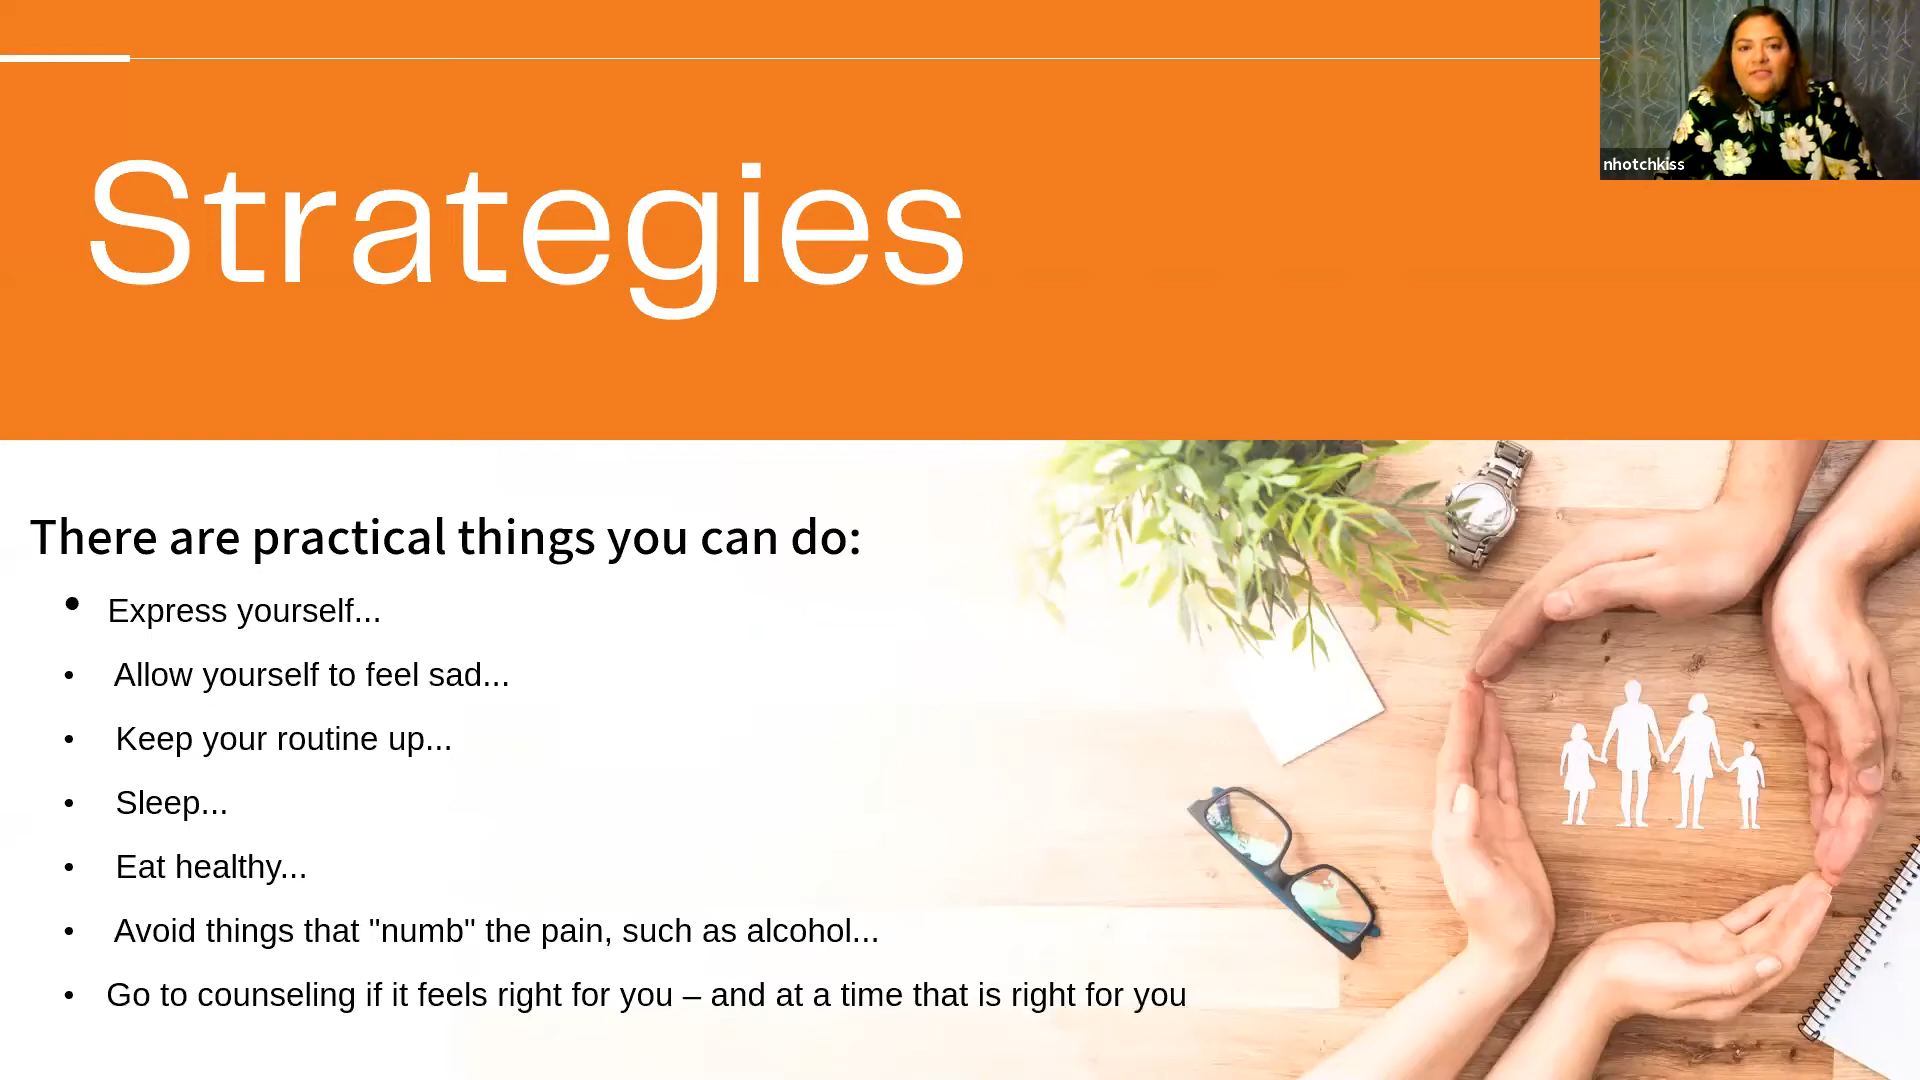 Strategies
nhotchkiss
There are practical things you can do:
• Express yourself...
• Allow yourself to feel sad...
• Keep your routine up...
• Sleep...
• Eat healthy...
• Avoid things that "numb" the pain, such as alcohol...
• Go to counseling if it feels right for you – and at a time that is right for you